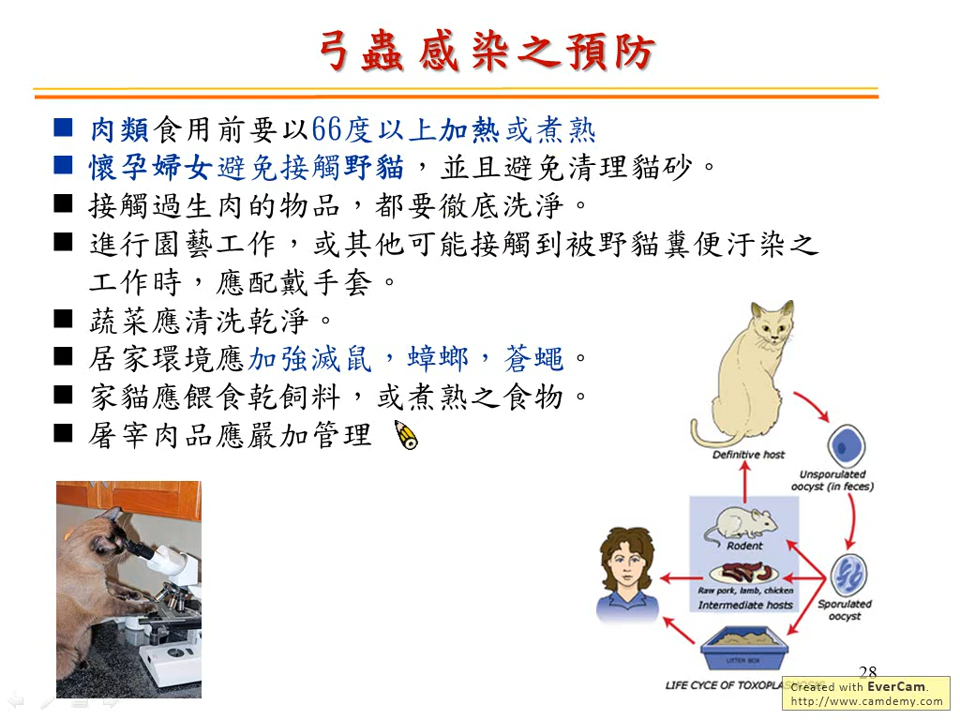 弓蟲感染之預防
肉類食用前要以66度以上加熱或煮熟
懷孕婦女避免接觸野貓，並且避免清理貓砂。
接觸過生肉的物品，都要徹底洗淨。
進行園藝工作，或其他可能接觸到被野貓糞便汙染之
工作時，應配戴手套。
蔬菜應清洗乾淨。
居家環境應加強滅鼠，蟑螂，蒼蠅。
家貓應餵食乾飼料，或煮熟之食物。
屠宰肉品應嚴加管理
Definitive host
Unsporulated
oocyst (in feces)
Rodent
Raw pork, lamb, chicken
Intermediate hosts
Sporulated
oocyst
LITTER BOX
28
LIFE CYCE OF TOXOPLASMOSIS
Created with EverCam.
http://www.camdemy.com